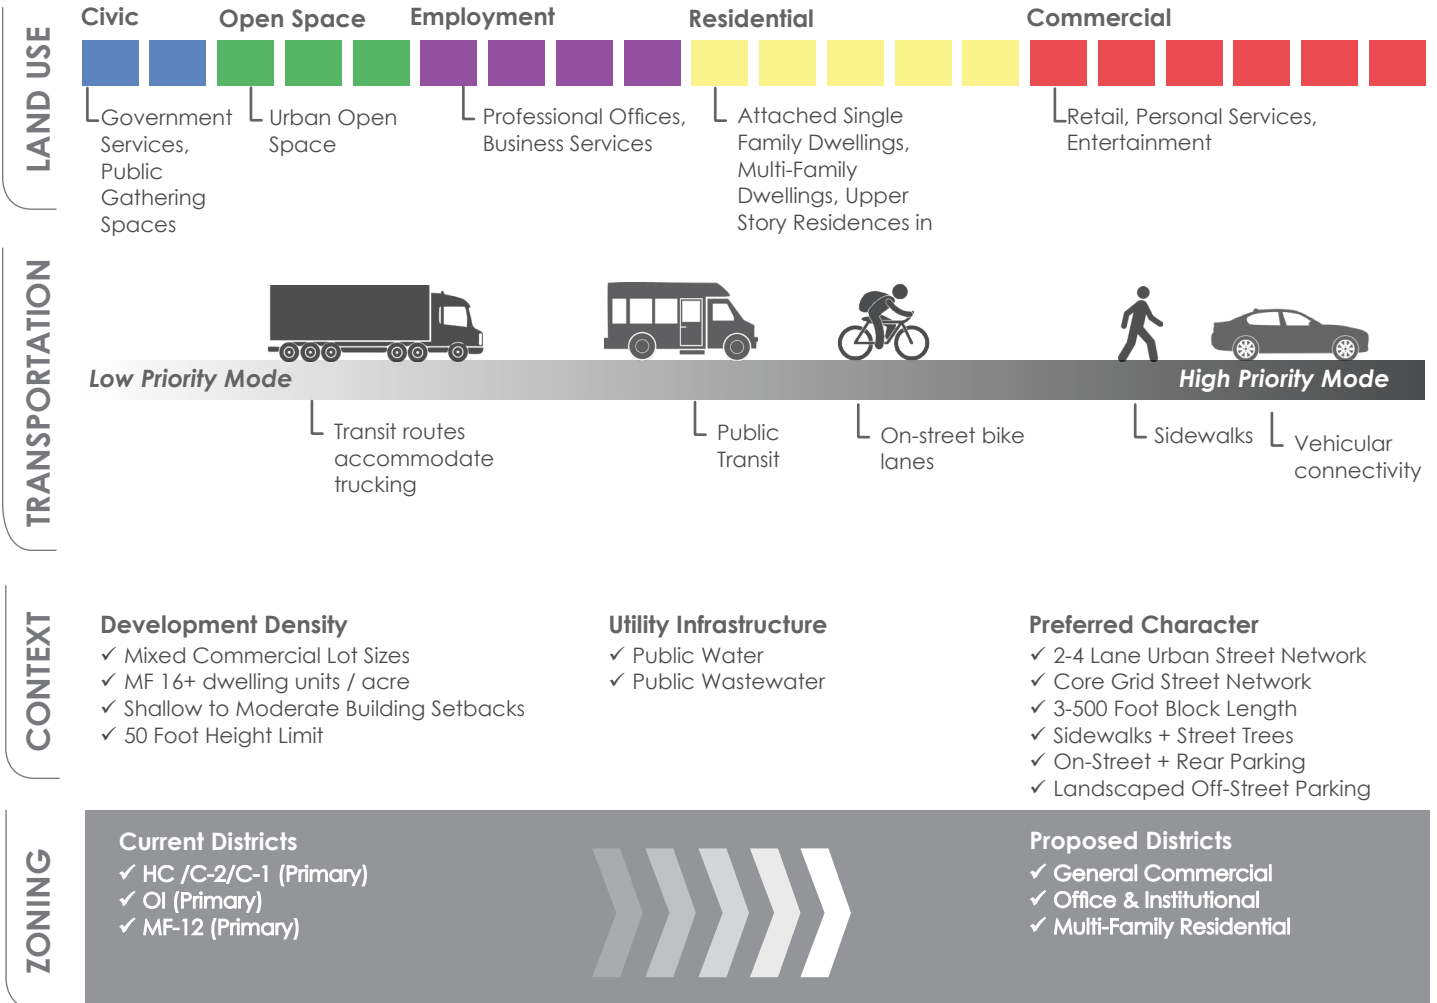 LAND USE
Civic
Open Space
Employment
Residential
Commercial
Government
Services,
Public
Gathering
Spaces
Urban Open
Space
Professional Offices,
Business Services
Attached Single
Family Dwellings,
Multi-Family
Dwellings, Upper
Story Residences in
Retail, Personal Services,
Entertainment
TRANSPORTATION
Low Priority Mode
High Priority Mode
Transit routes
accommodate
trucking
Public
Transit
On-street bike
lanes
Sidewalks
Vehicular
connectivity
CONTEXT
Development Density
✓ Mixed Commercial Lot Sizes
✓ MF 16+ dwelling units / acre
✓ Shallow to Moderate Building Setbacks
✓ 50 Foot Height Limit
Utility Infrastructure
✓ Public Water
✓ Public Wastewater
Preferred Character
✓ 2-4 Lane Urban Street Network
✓ Core Grid Street Network
✓ 3-500 Foot Block Length
✓ Sidewalks + Street Trees
✓ On-Street + Rear Parking
✓ Landscaped Off-Street Parking
ZONING
Current Districts
✓ HC /C-2/C-1 (Primary)
✓ OI (Primary)
✓ MF-12 (Primary)
Proposed Districts
✓ General Commercial
✓ Office & Institutional
✓ Multi-Family Residential